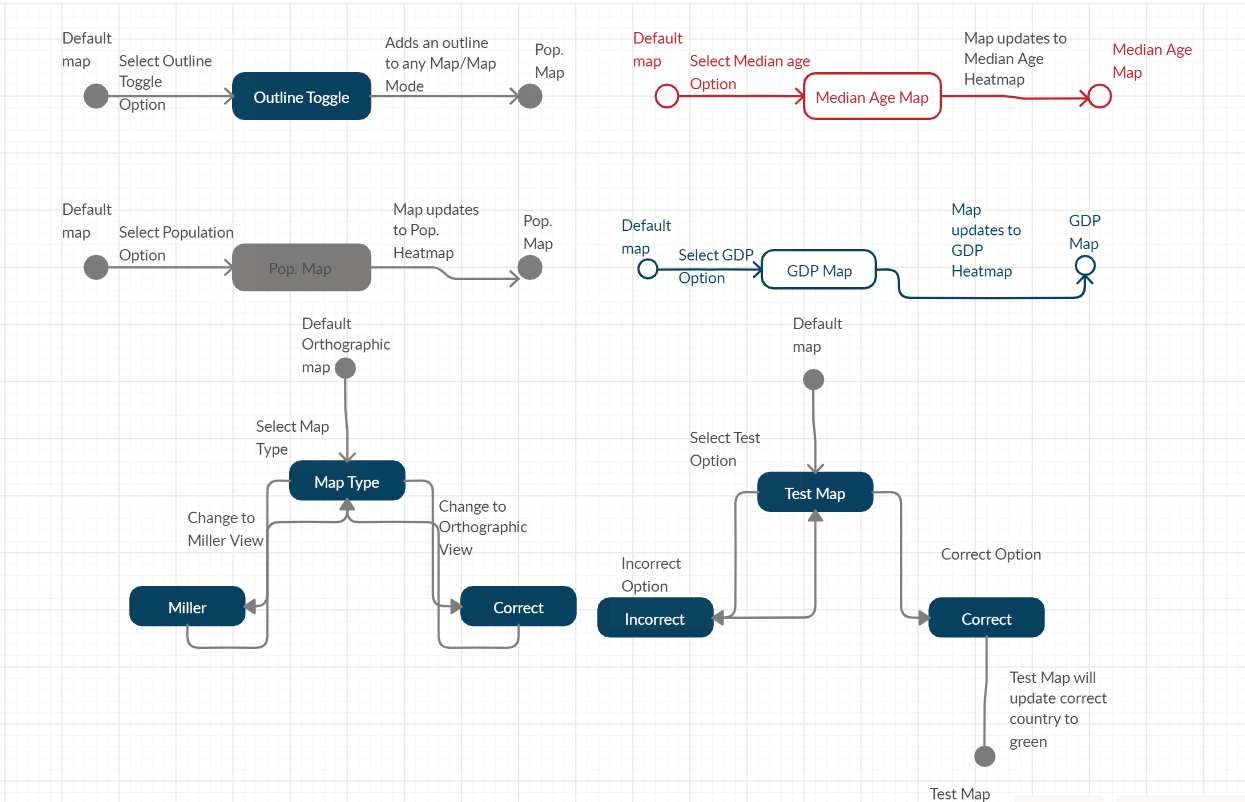 Default
map
Select Outline
Toggle
Option
Outline Toggle
Adds an outline
to any Map/Map
Mode
Pop.
Map
Default
map
Select Median age
Option
Median Age Map
Map updates to
Median Age
Heatmap
Median Age
Map
Default
map
Select Population
Option
Pop. Map
Map updates
to Pop.
Heatmap
Pop.
Map
Default
map
Select GDP
Option
GDP Map
Map
updates to
GDP
Heatmap
GDP
Map
Default
Orthographic
map
Select Map
Type
Map Type
Change to
Miller View
Change to
Orthographic
View
Miller
Correct
Default
map
Select Test
Option
Test Map
Incorrect
Option
Correct Option
Incorrect
Correct
Test Map will
update correct
country to
green
Test Map